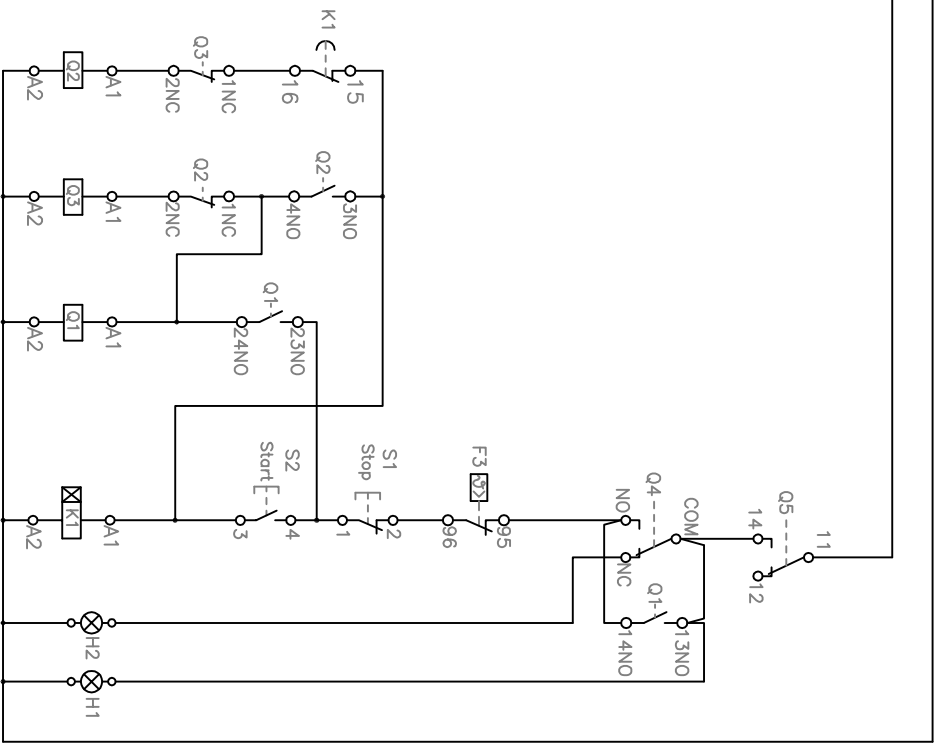 11
Q5
14
12
COM
13NO
Q4
Q1
NO
NC
14NO
95
F3
ϑ>
96
S1
Stop
2
1
15
3NO
K1
Q2
16
4NO
23NO
S2
Start
4
Q1
24NO
3
1NC
1NC
Q3
Q2
2NC
2NC
A1
A1
A1
A1
Q2
Q3
Q1
K1
H2
H1
A2
A2
A2
A2